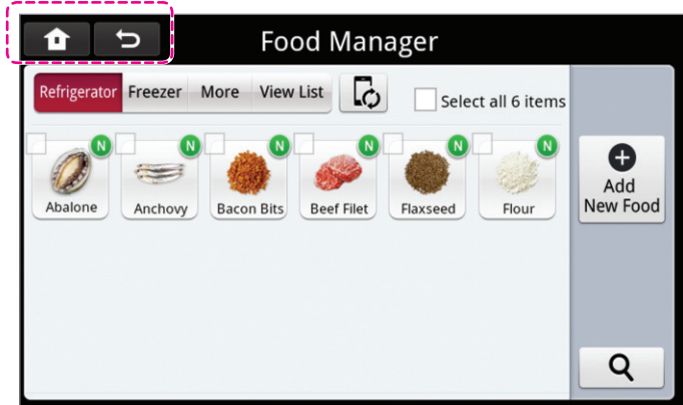 Food Manager
Refrigerator Freezer More View List
Select all 6 items
N N N N N N
Abalone Anchovy Bacon Bits Beef Filet Flaxseed Flour
Add
New Food